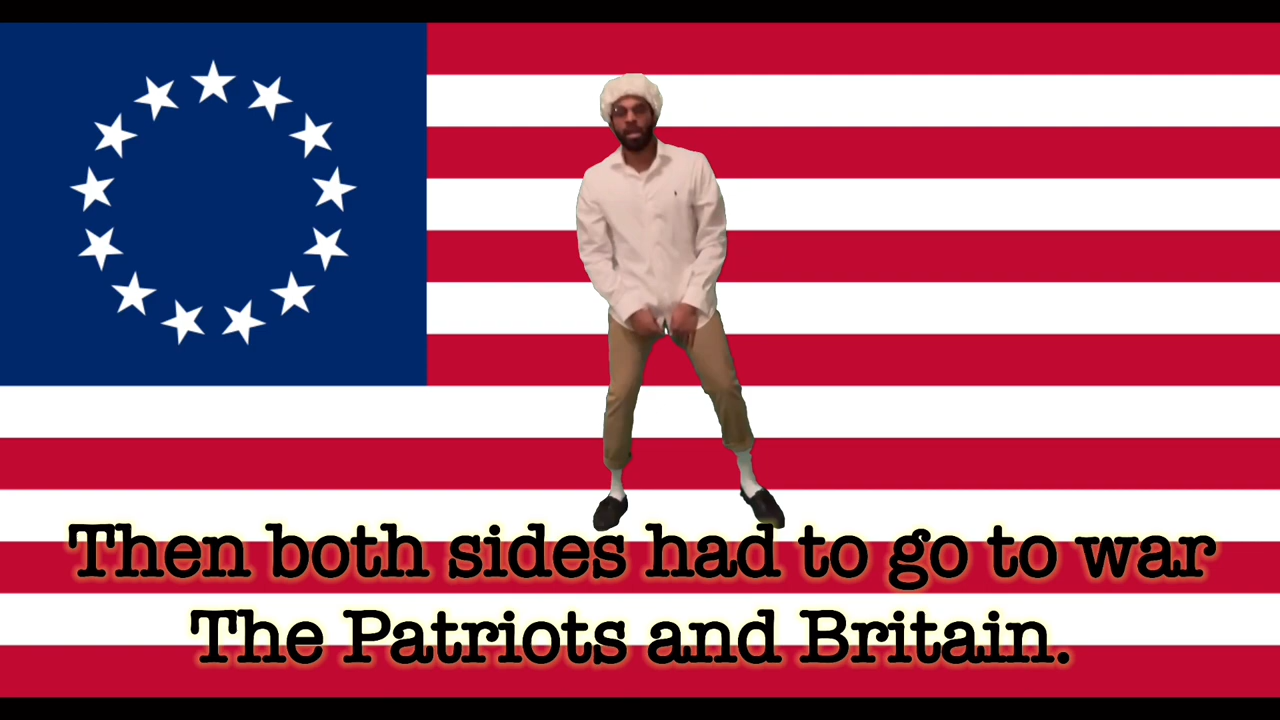 Then both sides had to go to war
The Patriots and Britain.